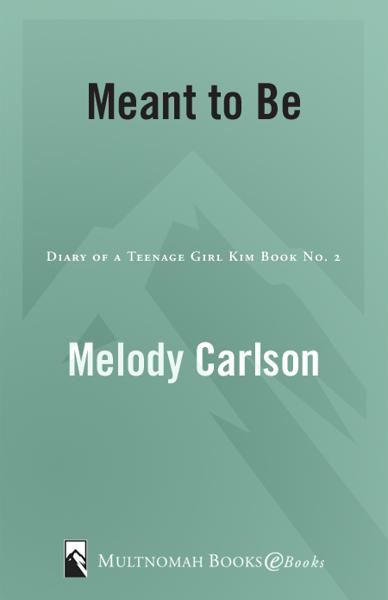 Meant to Be
Diary of a Teenage Girl Kim Book No. 2
Melody Carlson
Multnomah Books eBooks